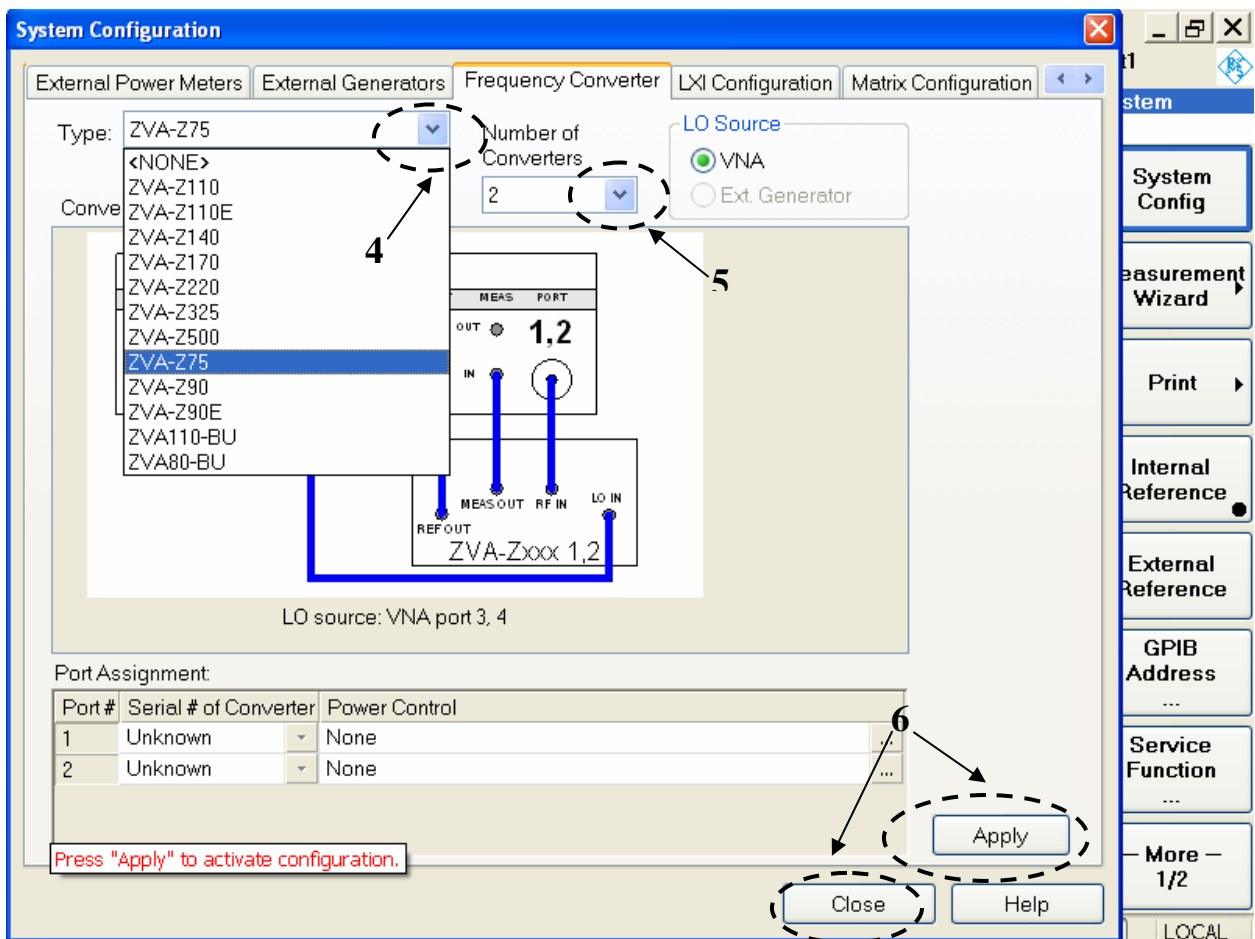 System Configuration
External Power Meters
External Generators
Frequency Converter
LXI Configuration
Matrix Configuration
Type:
ZVA-Z75
<NONE>
ZVA-Z110
ZVA-Z110E
ZVA-Z140
ZVA-Z170
ZVA-Z220
ZVA-Z325
ZVA-Z500
ZVA-Z75
ZVA-Z90
ZVA-Z90E
ZVA110-BU
ZVA80-BU
Number of
Converters
2
LO Source
VNA
Ext. Generator
Conve
4
5
MEAS PORT
OUT 1,2
IN
MEAS OUT RF IN LO IN
REF OUT
ZVA-Zxxx 1,2
LO source: VNA port 3, 4
Port Assignment:
Port # Serial # of Converter Power Control
1 Unknown None ...
2 Unknown None ...
6
Press "Apply" to activate configuration.
Apply
Close
Help
t1
stem
System
Config
easurement
Wizard
Print
Internal
Reference
External
Reference
GPIB
Address
...
Service
Function
...
— More —
1/2
LOCAL